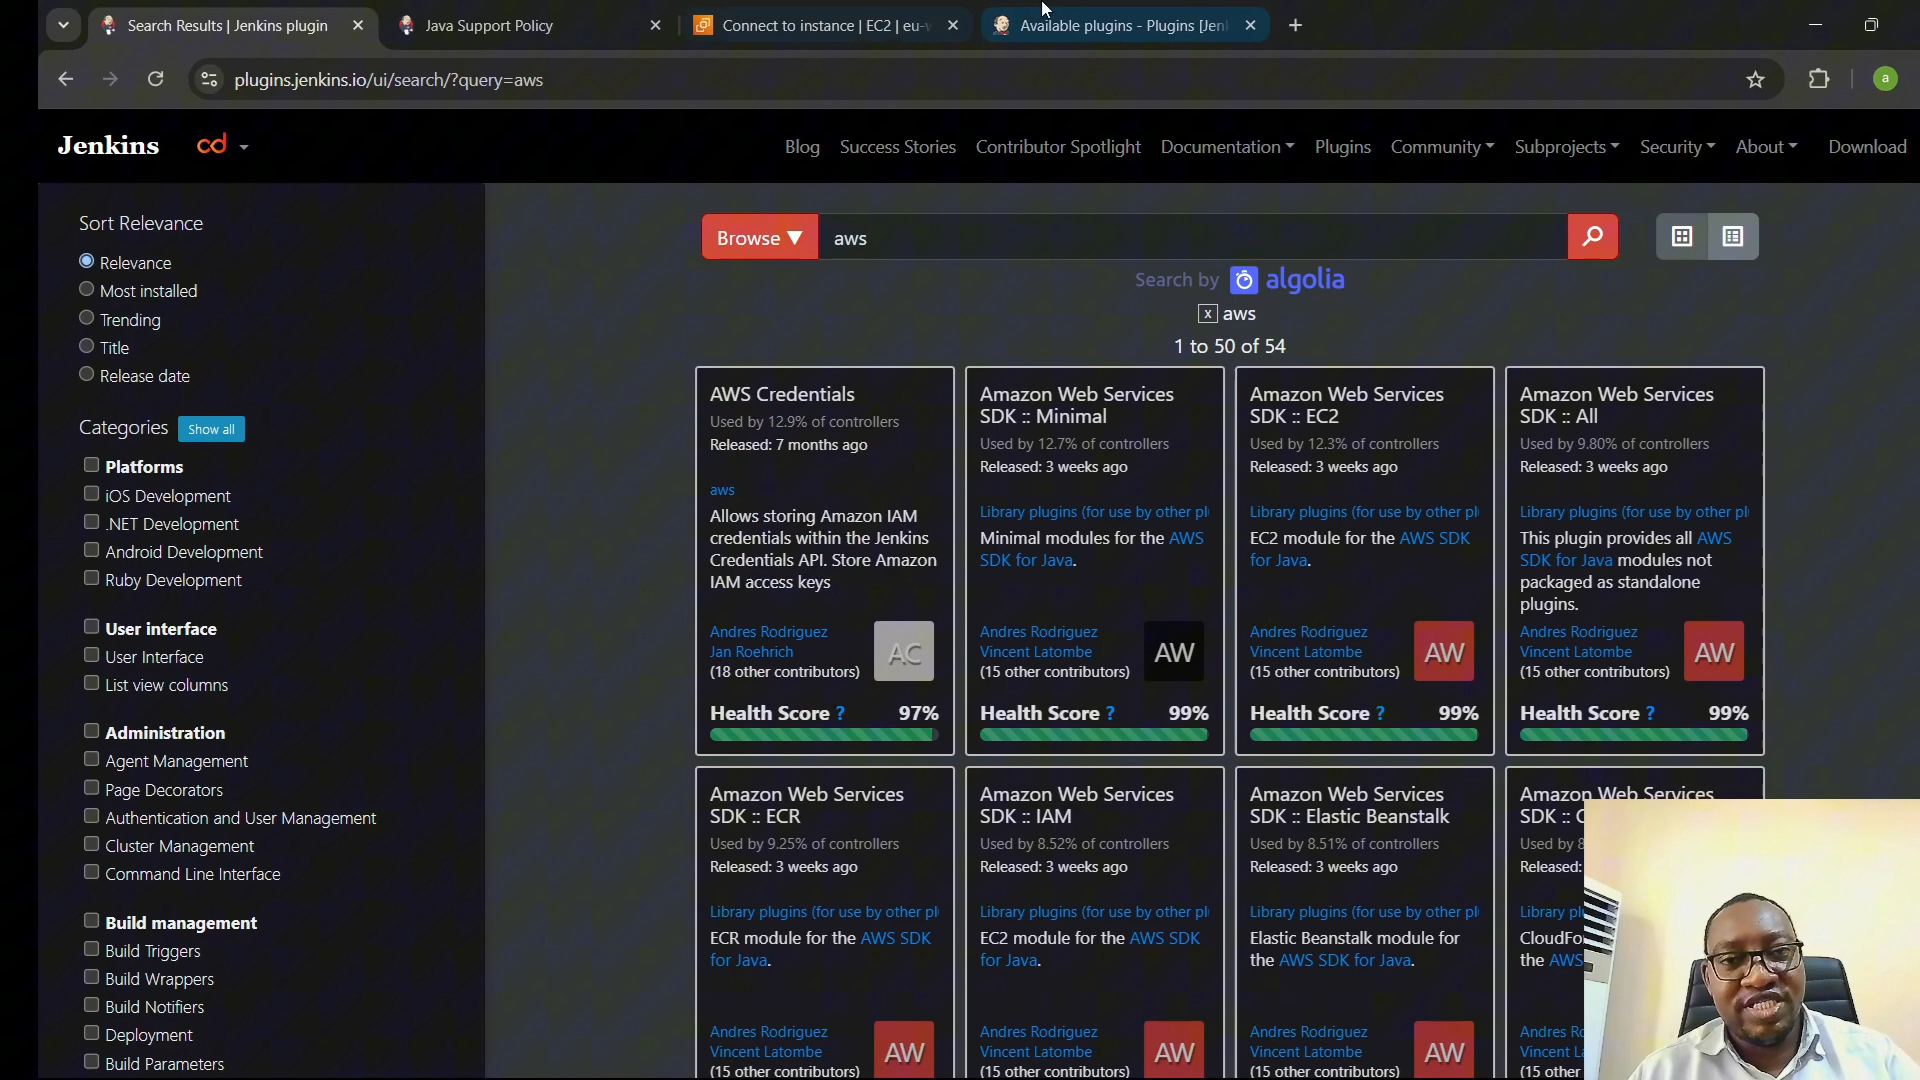 Search Results | Jenkins plugin
Java Support Policy
Connect to instance | EC2 | eu-
Available plugins - Plugins [Jen
plugins.jenkins.io/ui/search/?query=aws
a
Jenkins
cd
Blog
Success Stories
Contributor Spotlight
Documentation
Plugins
Community
Subprojects
Security
About
Download
Sort Relevance
Relevance
Most installed
Trending
Title
Release date
Categories
Show all
Platforms
iOS Development
.NET Development
Android Development
Ruby Development
User interface
User Interface
List view columns
Administration
Agent Management
Page Decorators
Authentication and User Management
Cluster Management
Command Line Interface
Build management
Build Triggers
Build Wrappers
Build Notifiers
Deployment
Build Parameters
Browse ▼
aws
Search by algolia
x aws
1 to 50 of 54
AWS Credentials
Used by 12.9% of controllers
Released: 7 months ago
aws
Allows storing Amazon IAM
credentials within the Jenkins
Credentials API. Store Amazon
IAM access keys
Andres Rodriguez
Jan Roehrich
(18 other contributors)
AC
Health Score ? 97%
Amazon Web Services
SDK :: Minimal
Used by 12.7% of controllers
Released: 3 weeks ago
Library plugins (for use by other pl
Minimal modules for the AWS
SDK for Java.
Andres Rodriguez
Vincent Latombe
(15 other contributors)
AW
Health Score ? 99%
Amazon Web Services
SDK :: EC2
Used by 12.3% of controllers
Released: 3 weeks ago
Library plugins (for use by other pl
EC2 module for the AWS SDK
for Java.
Andres Rodriguez
Vincent Latombe
(15 other contributors)
AW
Health Score ? 99%
Amazon Web Services
SDK :: All
Used by 9.80% of controllers
Released: 3 weeks ago
Library plugins (for use by other pl
This plugin provides all AWS
SDK for Java modules not
packaged as standalone
plugins.
Andres Rodriguez
Vincent Latombe
(15 other contributors)
AW
Health Score ? 99%
Amazon Web Services
SDK :: ECR
Used by 9.25% of controllers
Released: 3 weeks ago
Library plugins (for use by other pl
ECR module for the AWS SDK
for Java.
Andres Rodriguez
Vincent Latombe
(15 other contributors)
AW
Amazon Web Services
SDK :: IAM
Used by 8.52% of controllers
Released: 3 weeks ago
Library plugins (for use by other pl
EC2 module for the AWS SDK
for Java.
Andres Rodriguez
Vincent Latombe
(15 other contributors)
AW
Amazon Web Services
SDK :: Elastic Beanstalk
Used by 8.51% of controllers
Released: 3 weeks ago
Library plugins (for use by other pl
Elastic Beanstalk module for
the AWS SDK for Java.
Andres Rodriguez
Vincent Latombe
(15 other contributors)
AW
Amazon Web Services
SDK :: C
Used by 8
Released:
Library pl
CloudFo
the AWS
Andres Ro
Vincent L
(15 other